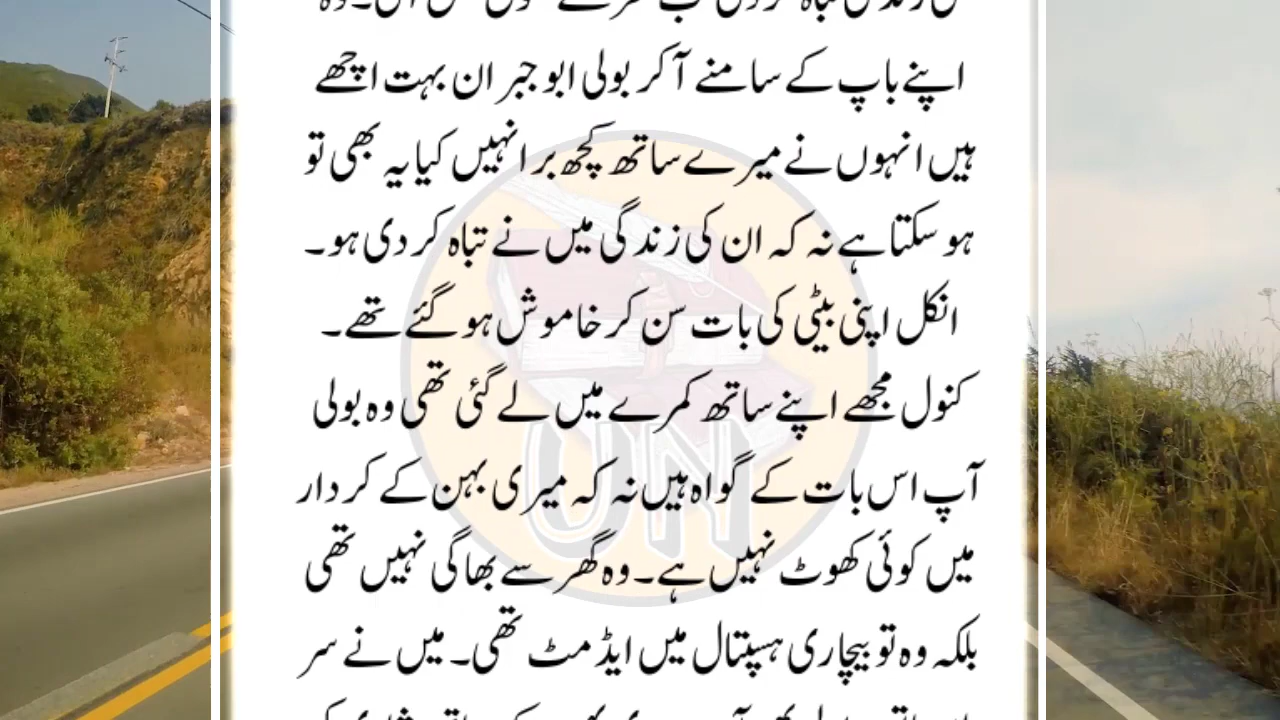 اپنے باپ کے سامنے آکر بولی ابو جبران بہت اچھے
ہیں انہوں نے میرے ساتھ کچھ برا نہیں کیا یہ بھی تو
ہو سکتا ہے نہ کہ ان کی زندگی میں نے تباہ کر دی ہو۔
انکل اپنی بیٹی کی بات سن کر خاموش ہو گئے تھے۔
کنول مجھے اپنے ساتھ کمرے میں لے گئی تھی وہ بولی
آپ اس بات کے گواہ ہیں نہ کہ میری بہن کے کردار
میں کوئی کھوٹ نہیں ہے۔ وہ گھر سے بھاگی نہیں تھی
بلکہ وہ تو بیچاری ہسپتال میں ایڈمٹ تھی۔ میں نے سر
UN